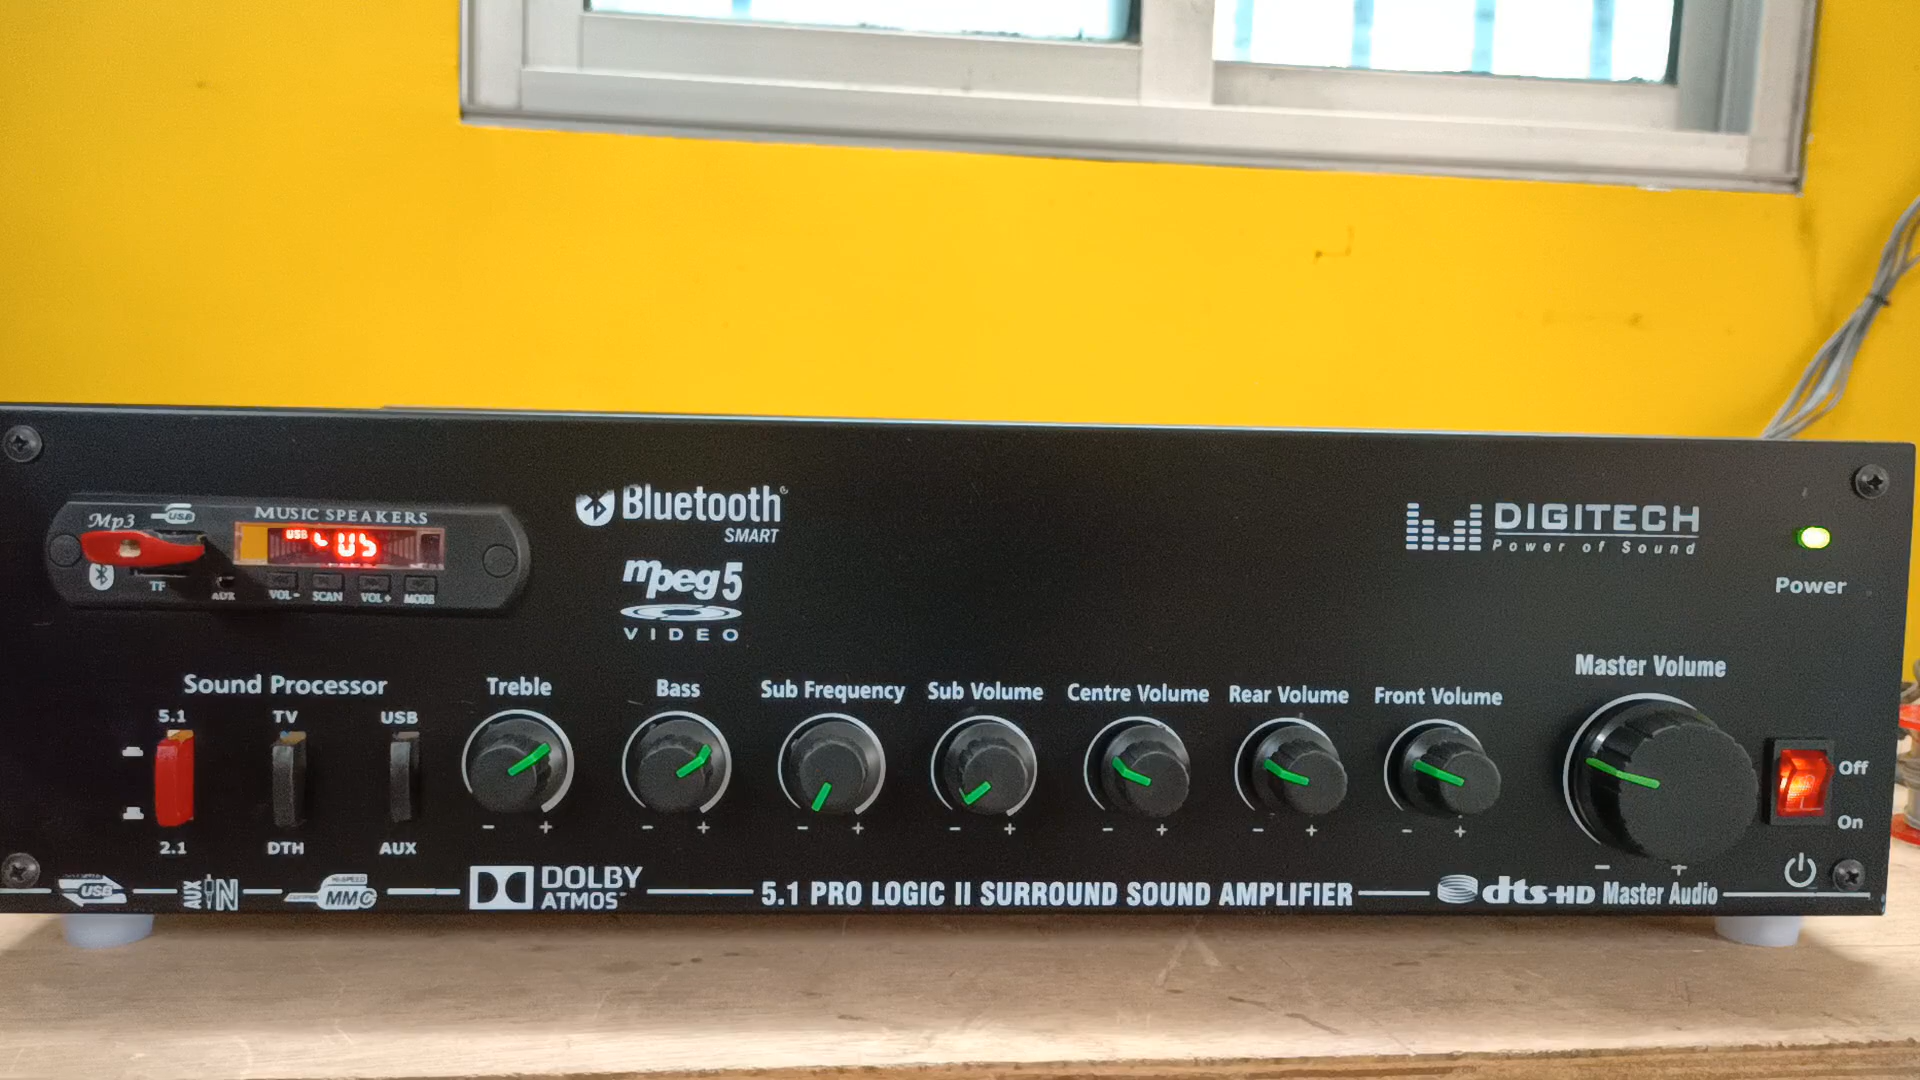 Mp3
USB
MUSIC SPEAKERS
USB
TF
AUX
VOL-
SCAN
VOL+
MODE
Bluetooth
SMART
mpeg5
VIDEO
DIGITECH
Power of Sound
Power
Sound Processor
5.1
TV
USB
2.1
DTH
AUX
Treble
- +
Bass
- +
Sub Frequency
- +
Sub Volume
- +
Centre Volume
- +
Rear Volume
- +
Front Volume
- +
Master Volume
- +
Off
On
USB
AUX IN
HI-SPEED
MMC
DOLBY
ATMOS
5.1 PRO LOGIC II SURROUND SOUND AMPLIFIER
dts-HD Master Audio